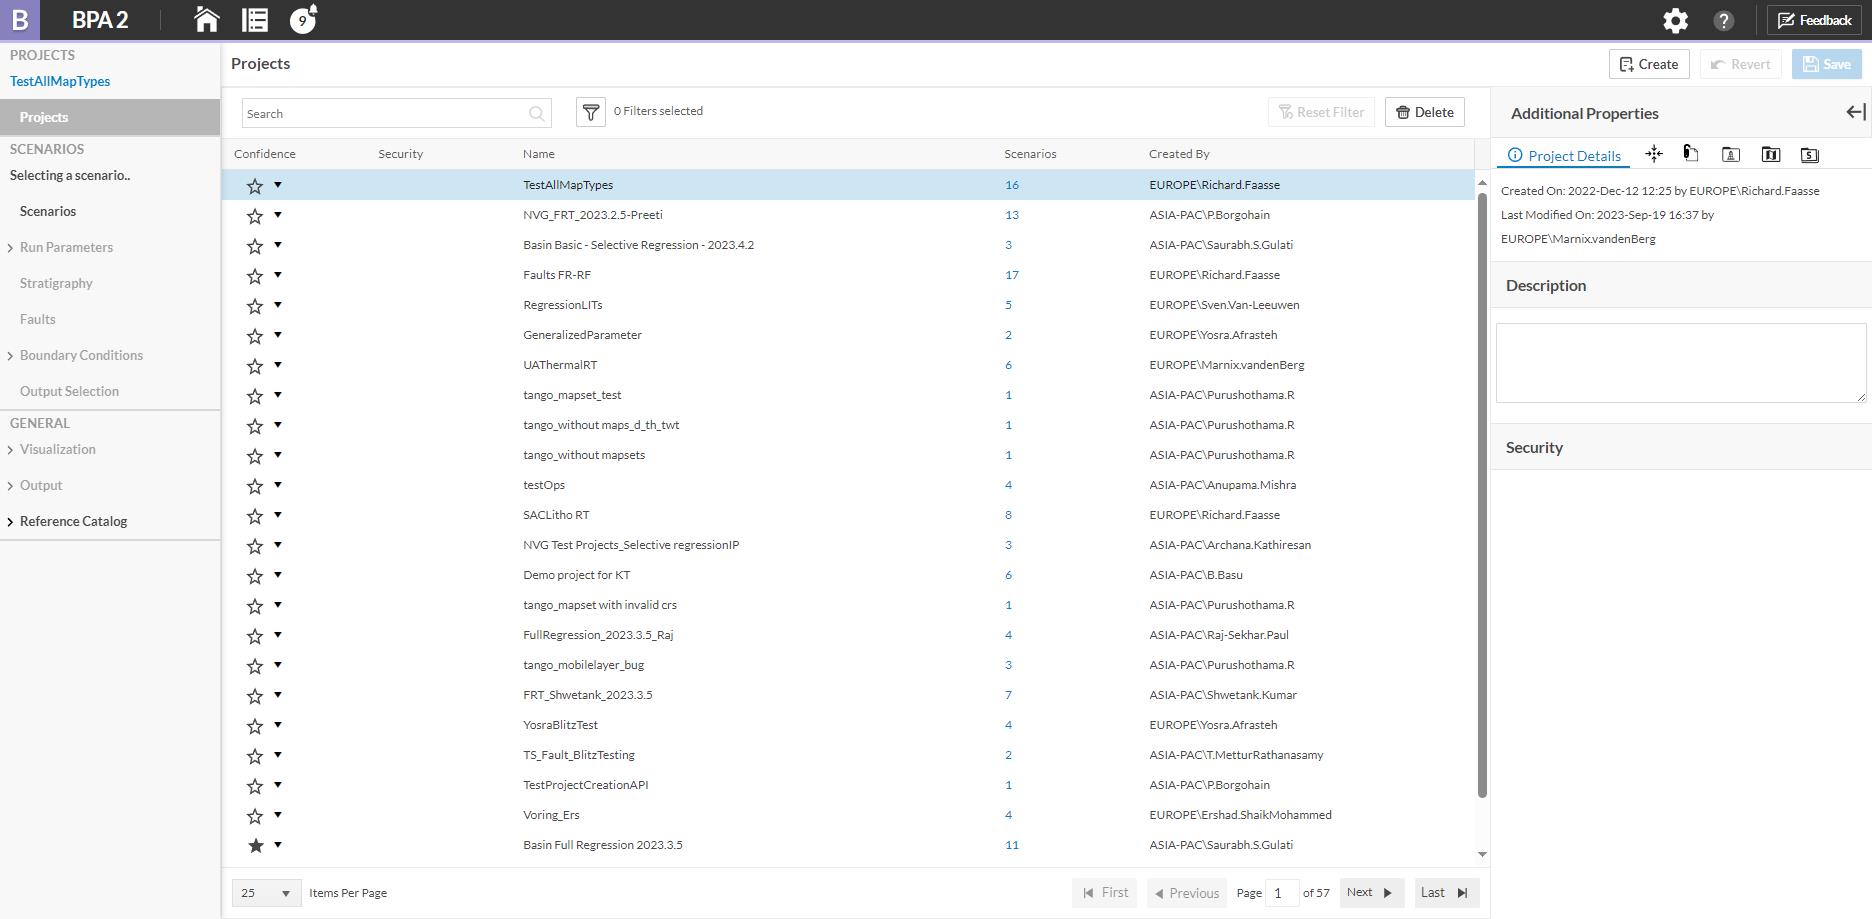 B BPA 2 9 Feedback
PROJECTS
TestAllMapTypes
Projects
SCENARIOS
Selecting a scenario..
Scenarios
Run Parameters
Stratigraphy
Faults
Boundary Conditions
Output Selection
GENERAL
Visualization
Output
Reference Catalog
Projects
Create Revert Save
Search 0 Filters selected Reset Filter Delete
Confidence Security Name Scenarios Created By
TestAllMapTypes 16 EUROPE\Richard.Faasse
NVG_FRT_2023.2.5-Preeti 13 ASIA-PAC\P.Borgohain
Basin Basic - Selective Regression - 2023.4.2 3 ASIA-PAC\Saurabh.S.Gulati
Faults FR-RF 17 EUROPE\Richard.Faasse
RegressionLITs 5 EUROPE\Sven.Van-Leeuwen
GeneralizedParameter 2 EUROPE\Yosra.Afrasteh
UAThermalRT 6 EUROPE\Marnix.vandenBerg
tango_mapset_test 1 ASIA-PAC\Purushothama.R
tango_without maps_d_th_twt 1 ASIA-PAC\Purushothama.R
tango_without mapsets 1 ASIA-PAC\Purushothama.R
testOps 4 ASIA-PAC\Anupama.Mishra
SACLitho RT 8 EUROPE\Richard.Faasse
NVG Test Projects_Selective regressionIP 3 ASIA-PAC\Archana.Kathiresan
Demo project for KT 6 ASIA-PAC\B.Basu
tango_mapset with invalid crs 1 ASIA-PAC\Purushothama.R
FullRegression_2023.3.5_Raj 4 ASIA-PAC\Raj-Sekhar.Paul
tango_mobilelayer_bug 3 ASIA-PAC\Purushothama.R
FRT_Shwetank_2023.3.5 7 ASIA-PAC\Shwetank.Kumar
YosraBlitzTest 4 EUROPE\Yosra.Afrasteh
TS_Fault_BlitzTesting 2 ASIA-PAC\T.MetturRathanasamy
TestProjectCreationAPI 1 ASIA-PAC\P.Borgohain
Voring_Ers 4 EUROPE\Ershad.ShaikMohammed
Basin Full Regression 2023.3.5 11 ASIA-PAC\Saurabh.S.Gulati
25 Items Per Page First Previous Page 1 of 57 Next Last
Additional Properties
Project Details
Created On: 2022-Dec-12 12:25 by EUROPE\Richard.Faasse
Last Modified On: 2023-Sep-19 16:37 by
EUROPE\Marnix.vandenBerg
Description
Security